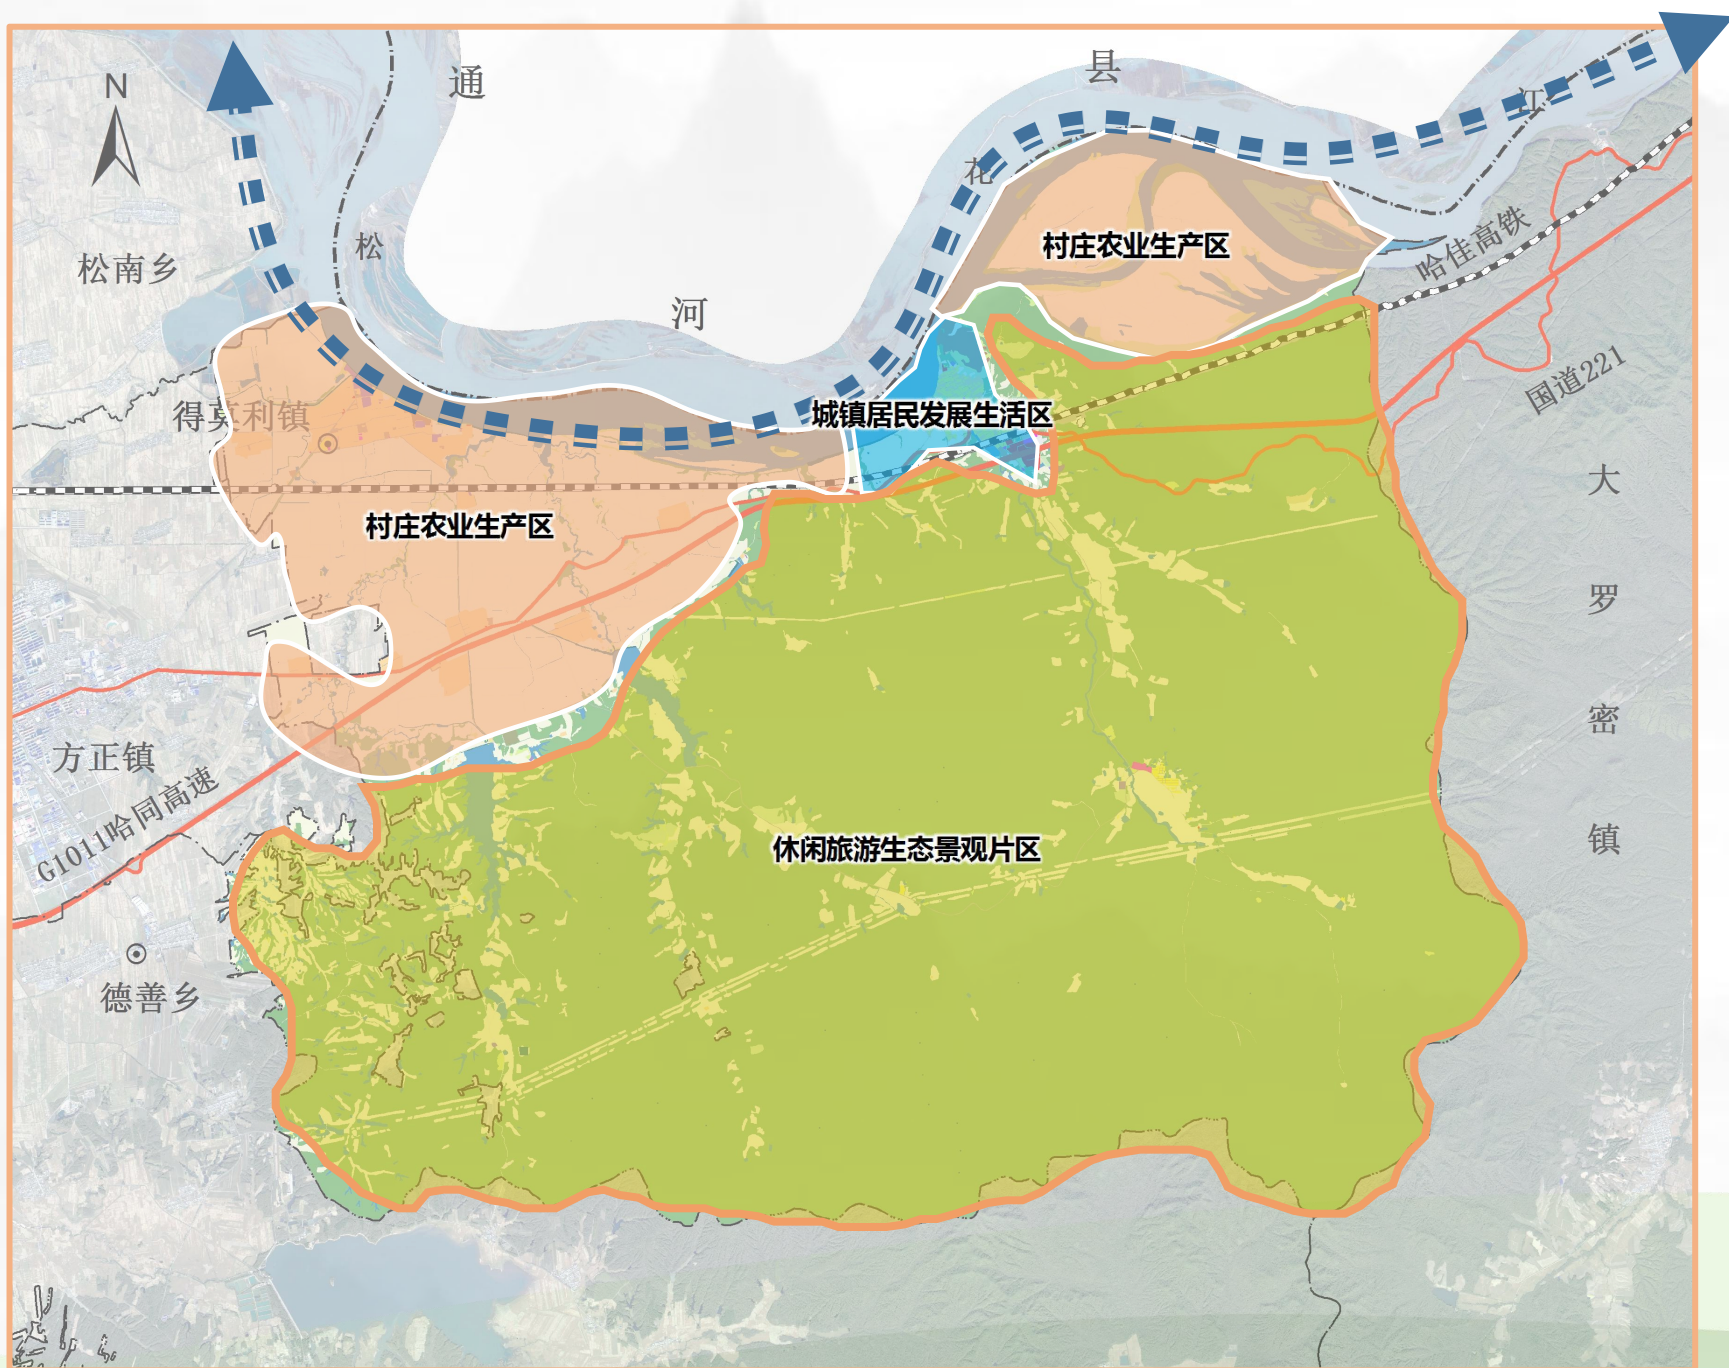 N
通
县
江
花
松
松南乡
村庄农业生产区
哈佳高铁
河
国道221
得莫利镇
城镇居民发展生活区
村庄农业生产区
大
罗
密
镇
方正镇
G1011哈同高速
休闲旅游生态景观片区
德善乡